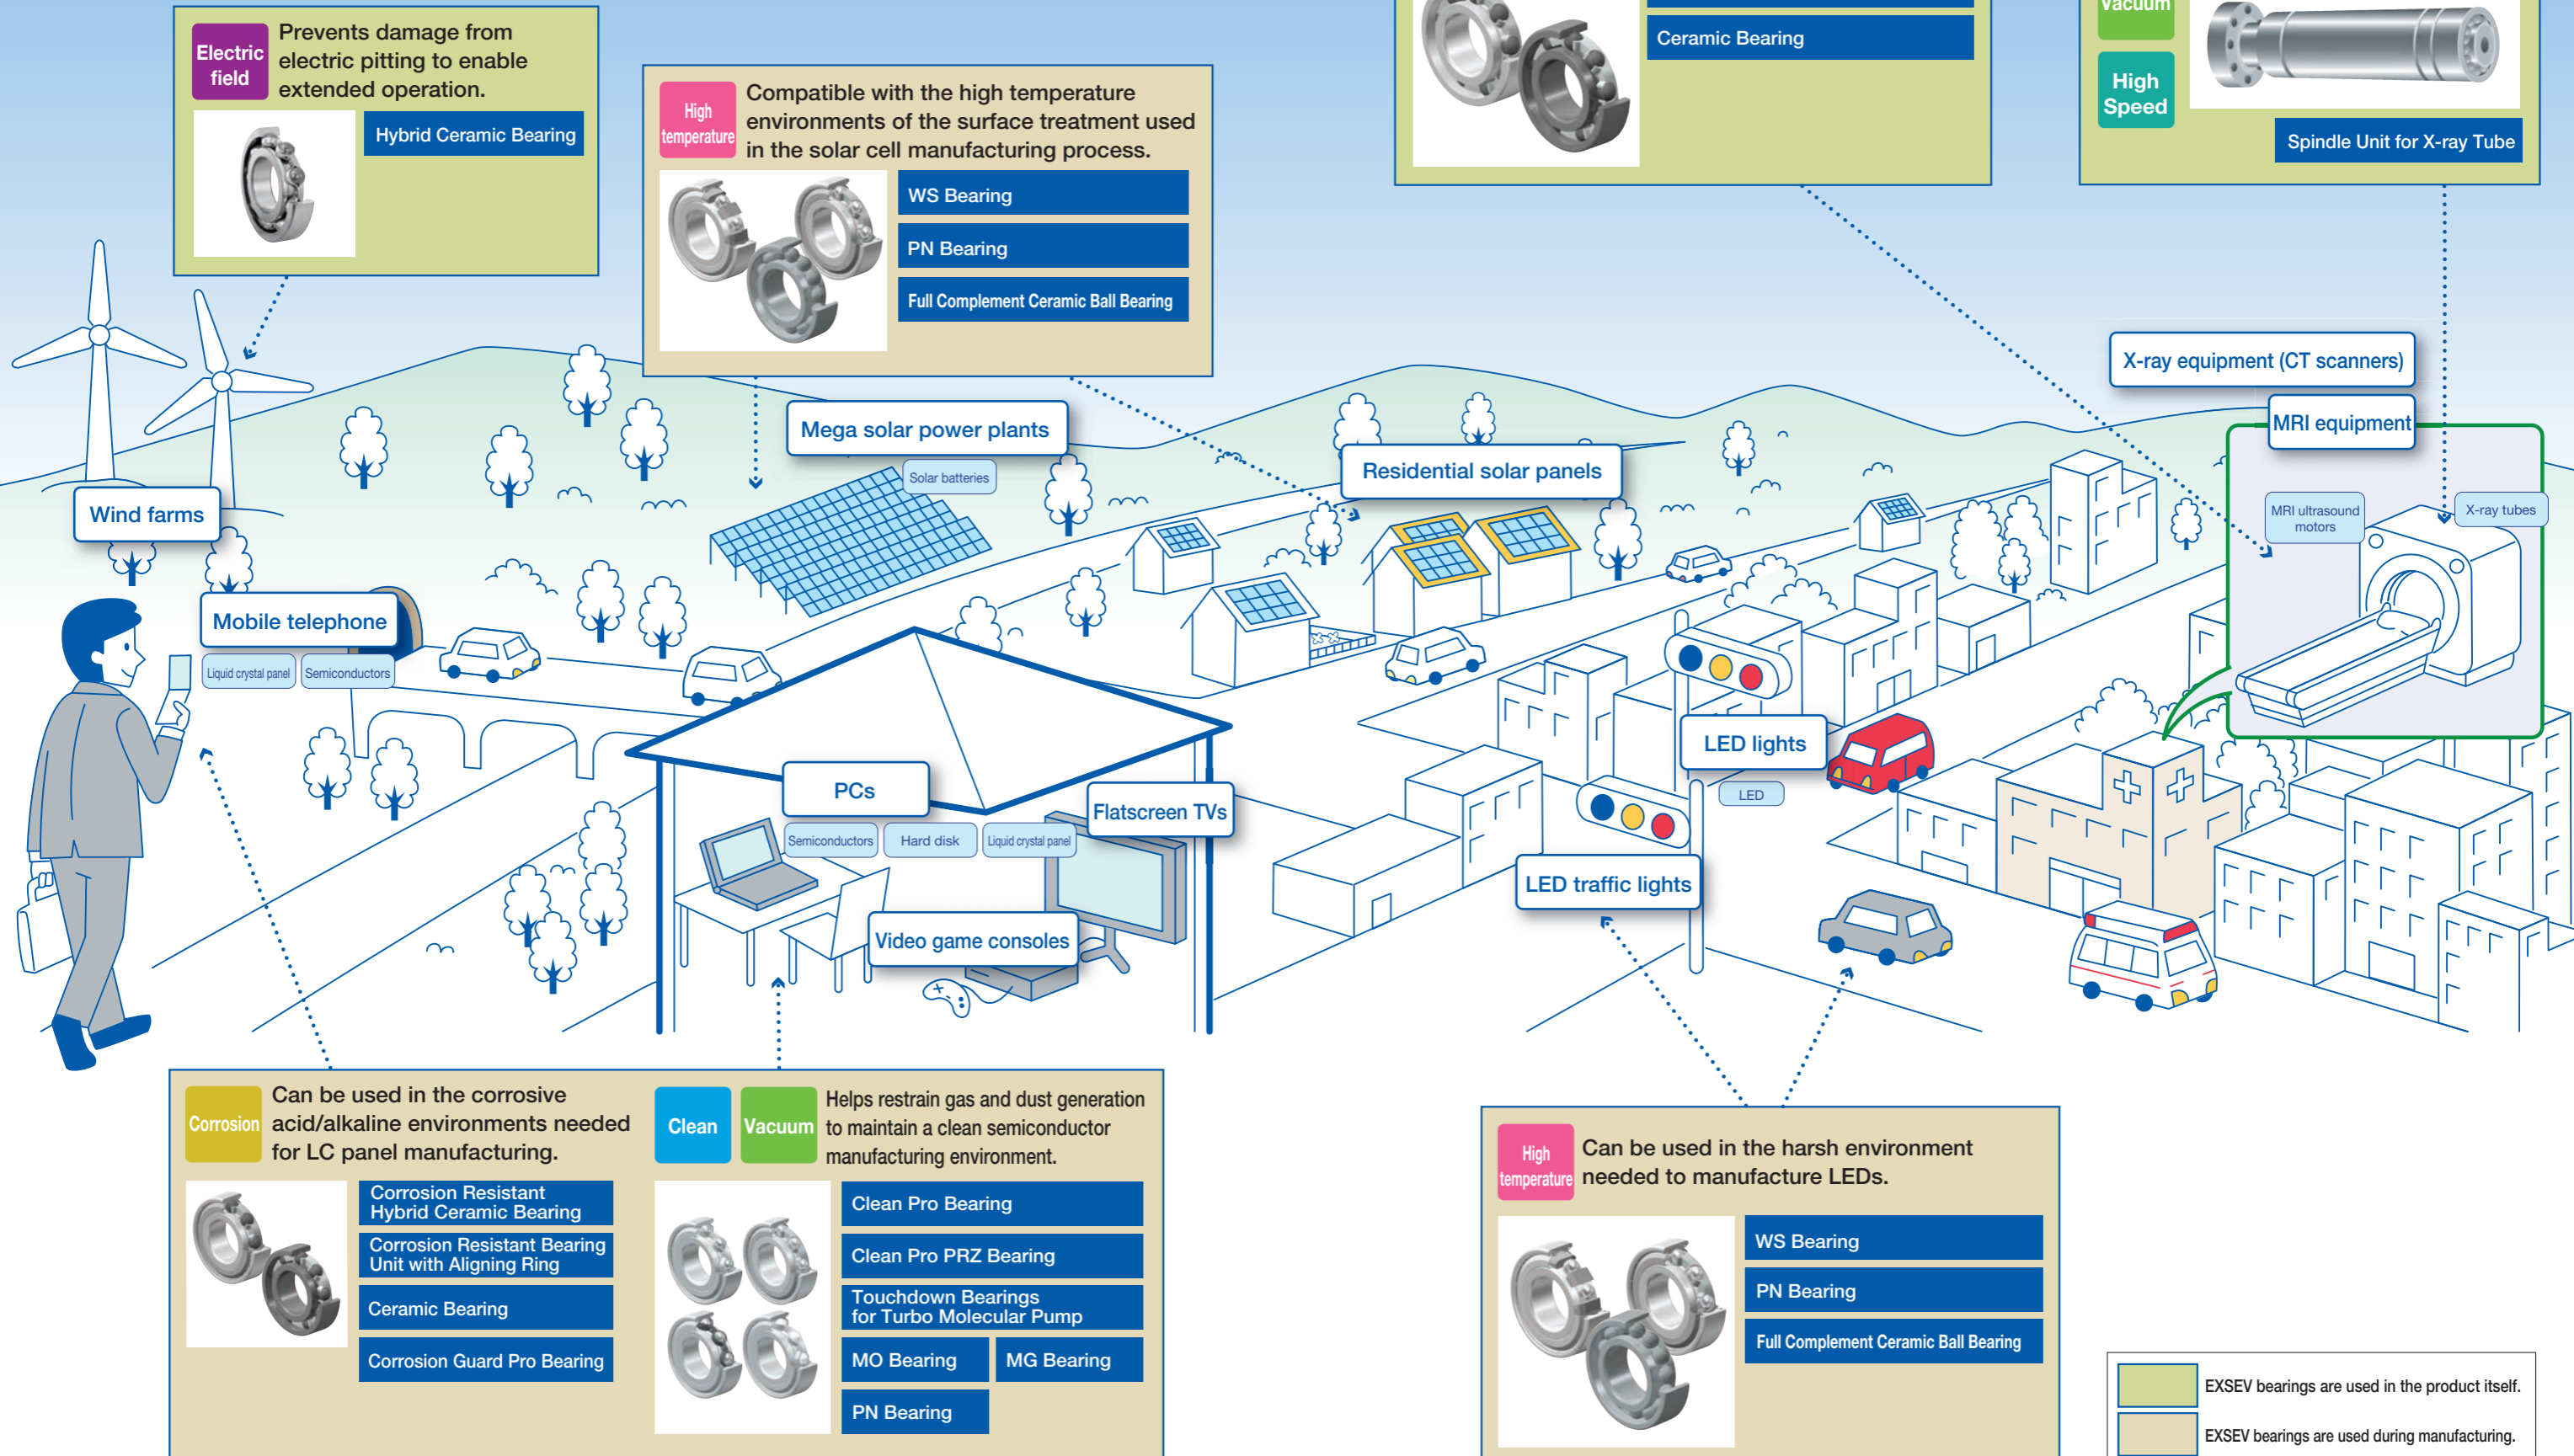 Electric
field
Prevents damage from
electric pitting to enable
extended operation.
Hybrid Ceramic Bearing
High
temperature
Compatible with the high temperature
environments of the surface treatment used
in the solar cell manufacturing process.
WS Bearing
PN Bearing
Full Complement Ceramic Ball Bearing
Ceramic Bearing
Vacuum
High
Speed
Spindle Unit for X-ray Tube
X-ray equipment (CT scanners)
MRI equipment
MRI ultrasound
motors
X-ray tubes
Mega solar power plants
Solar batteries
Residential solar panels
Wind farms
Mobile telephone
Liquid crystal panel
Semiconductors
LED lights
LED
PCs
Semiconductors
Hard disk
Liquid crystal panel
Flatscreen TVs
LED traffic lights
Video game consoles
Corrosion
Can be used in the corrosive
acid/alkaline environments needed
for LC panel manufacturing.
Corrosion Resistant
Hybrid Ceramic Bearing
Corrosion Resistant Bearing
Unit with Aligning Ring
Ceramic Bearing
Corrosion Guard Pro Bearing
Clean
Vacuum
Helps restrain gas and dust generation
to maintain a clean semiconductor
manufacturing environment.
Clean Pro Bearing
Clean Pro PRZ Bearing
Touchdown Bearings
for Turbo Molecular Pump
MO Bearing
MG Bearing
PN Bearing
High
temperature
Can be used in the harsh environment
needed to manufacture LEDs.
WS Bearing
PN Bearing
Full Complement Ceramic Ball Bearing
EXSEV bearings are used in the product itself.
EXSEV bearings are used during manufacturing.